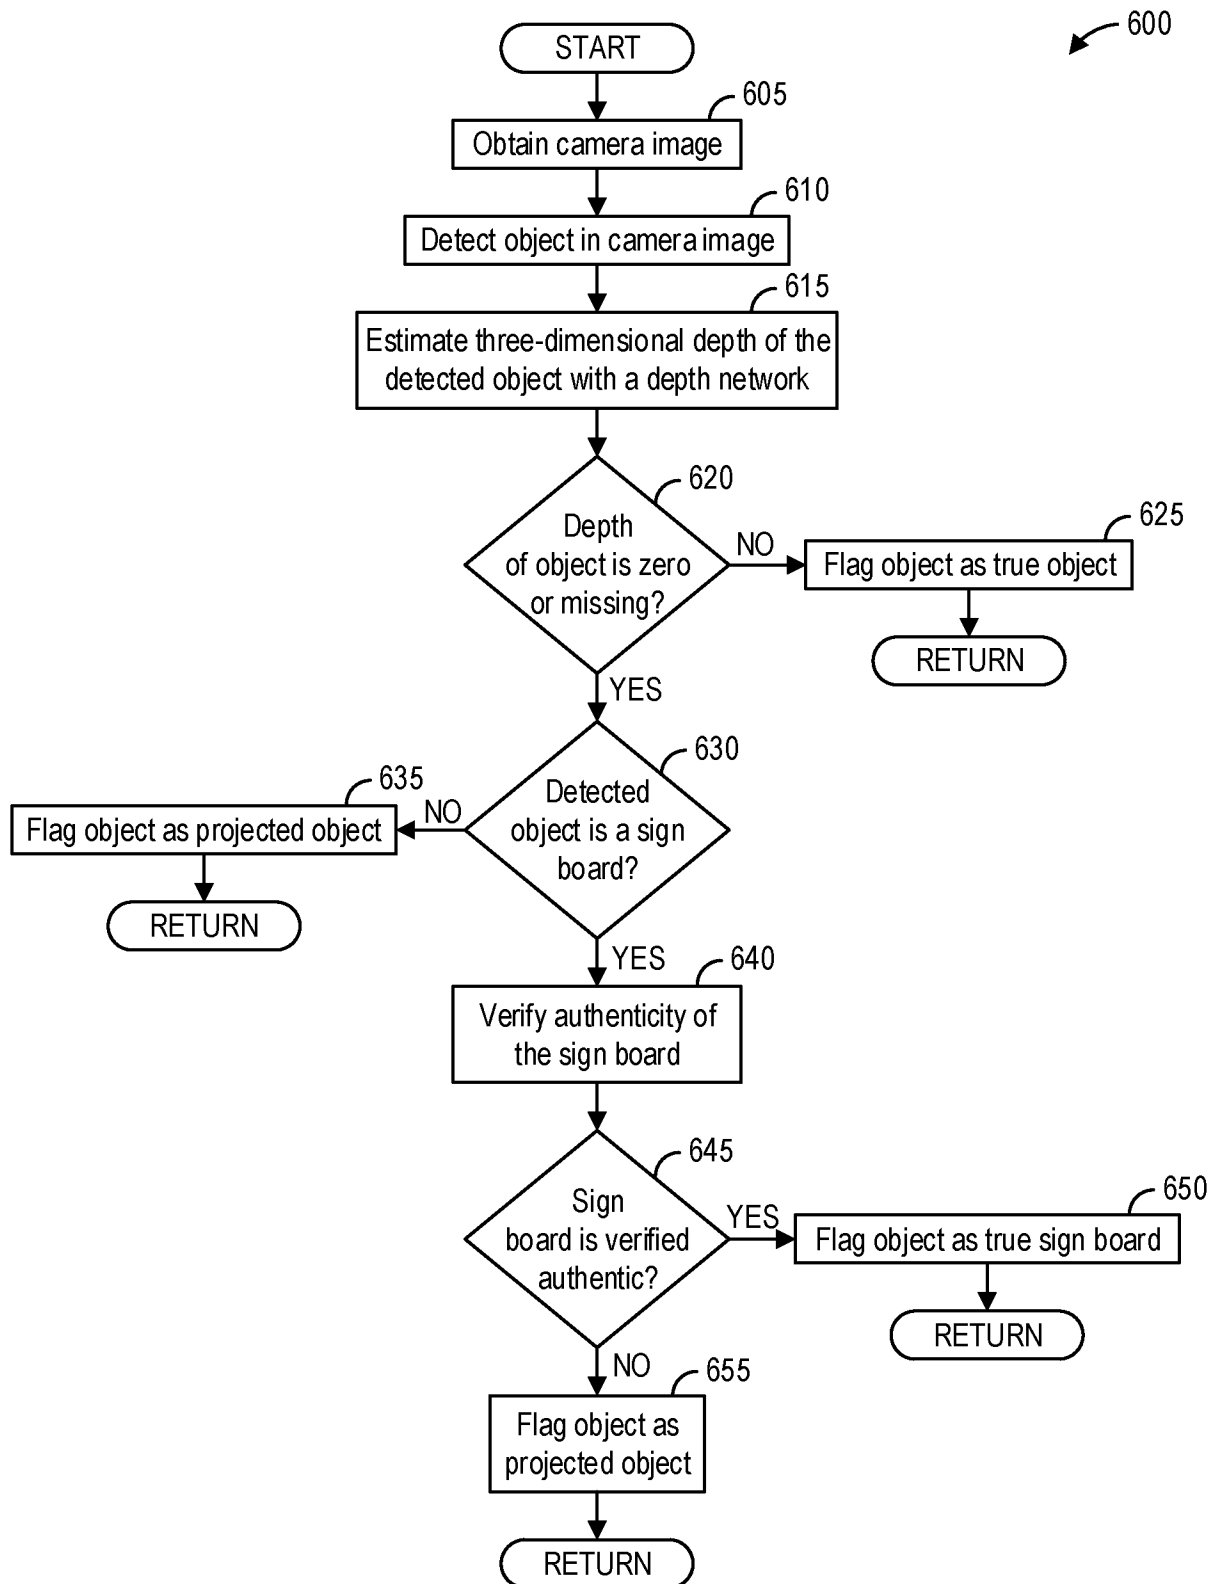 600
START
605
Obtain camera image
610
Detect object in camera image
615
Estimate three-dimensional depth of the
detected object with a depth network
620
Depth
of object is zero
or missing?
NO
625
Flag object as true object
RETURN
YES
630
Detected
object is a sign
board?
NO
635
Flag object as projected object
RETURN
YES
640
Verify authenticity of
the sign board
645
Sign
board is verified
authentic?
YES
650
Flag object as true sign board
RETURN
NO
655
Flag object as
projected object
RETURN